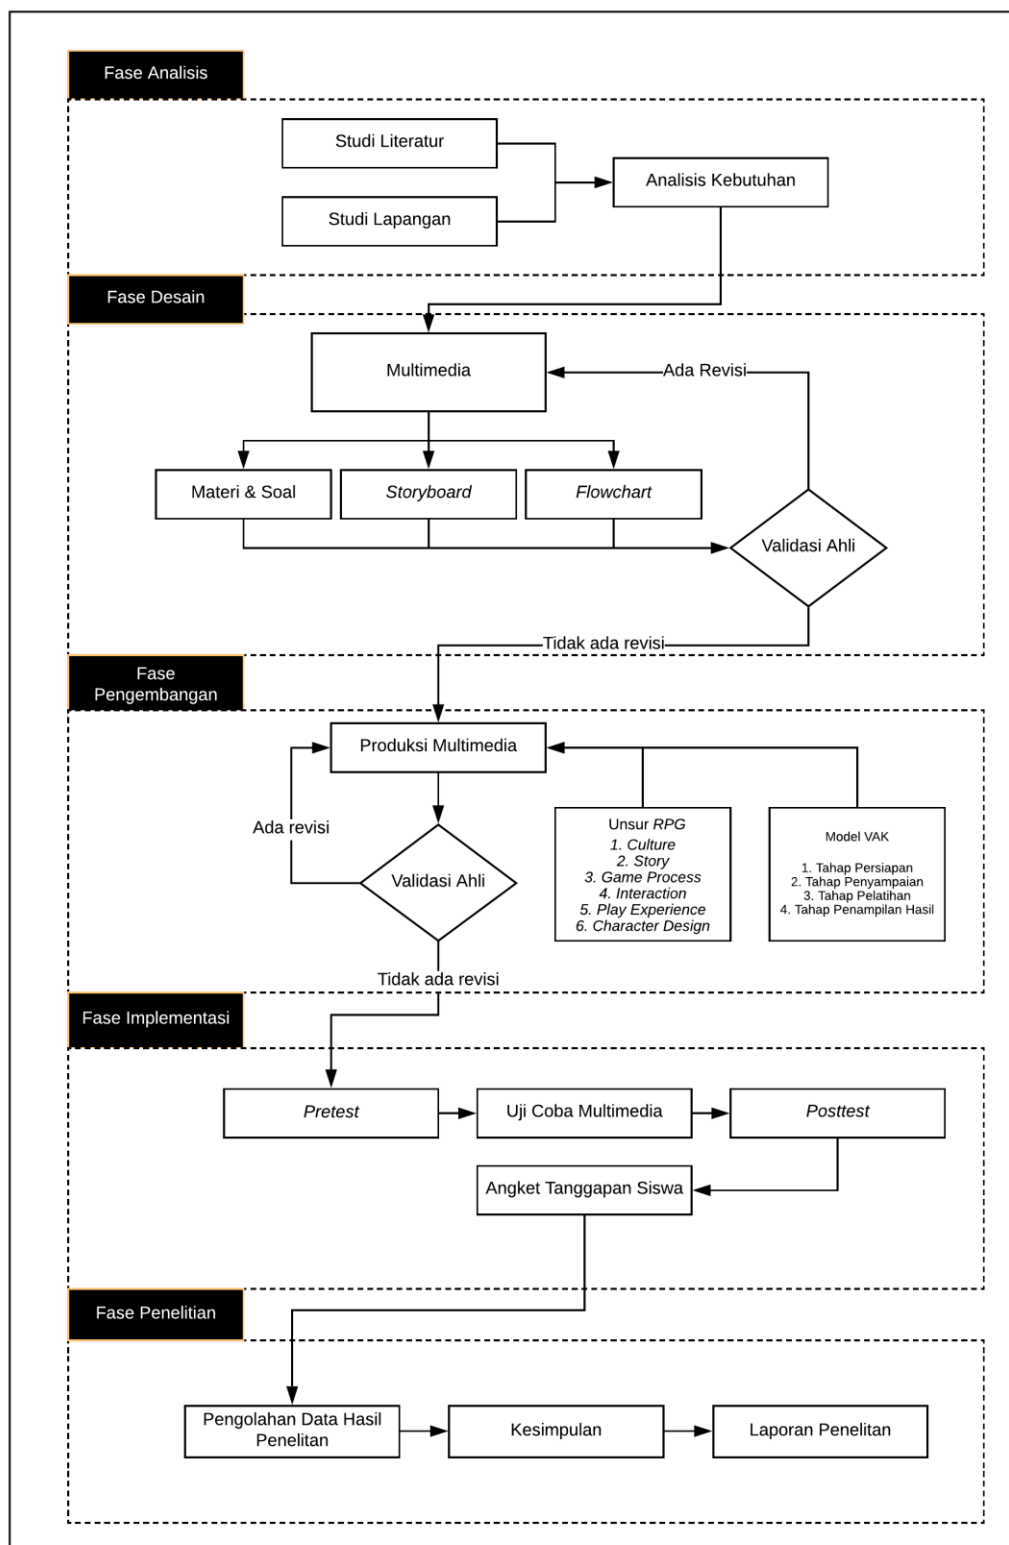 Fase Analisis
Studi Literatur
Analisis Kebutuhan
Studi Lapangan
Fase Desain
Multimedia
Ada Revisi
Materi & Soal
Storyboard
Flowchart
Validasi Ahli
Tidak ada revisi
Fase
Pengembangan
Produksi Multimedia
Ada revisi
Validasi Ahli
Unsur RPG
1. Culture
2. Story
3. Game Process
4. Interaction
5. Play Experience
6. Character Design
Model VAK
1. Tahap Persiapan
2. Tahap Penyampaian
3. Tahap Pelatihan
4. Tahap Penampilan Hasil
Tidak ada revisi
Fase Implementasi
Pretest
Uji Coba Multimedia
Posttest
Angket Tanggapan Siswa
Fase Penelitian
Pengolahan Data Hasil
Penelitan
Kesimpulan
Laporan Penelitan